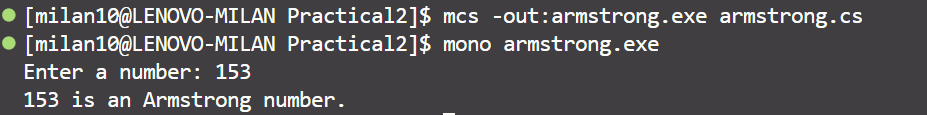 [milan10@LENOVO-MILAN Practical2]$ mcs -out:armstrong.exe armstrong.cs
[milan10@LENOVO-MILAN Practical2]$ mono armstrong.exe
Enter a number: 153
153 is an Armstrong number.